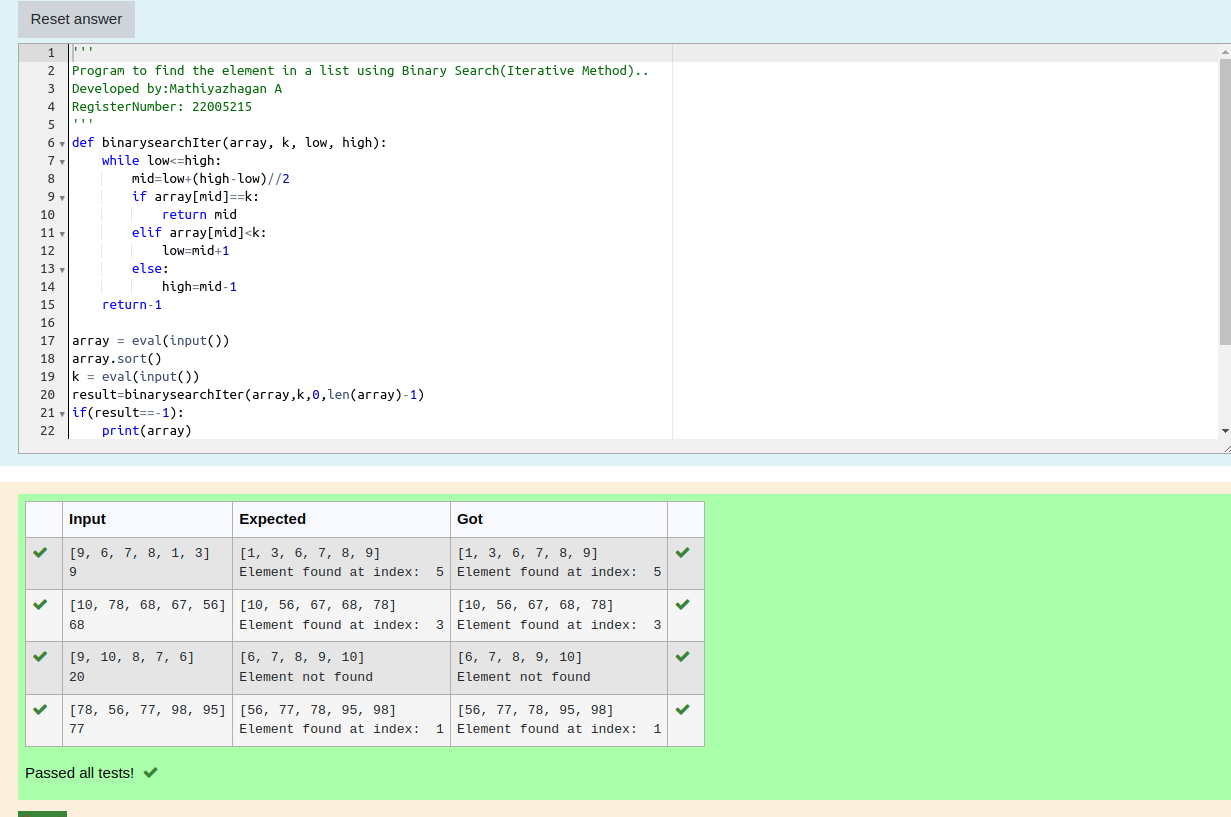 Reset answer
1 '''
2 Program to find the element in a list using Binary Search(Iterative Method)..
3 Developed by:Mathiyazhagan A
4 RegisterNumber: 22005215
5 '''
6 def binarysearchIter(array, k, low, high):
7     while low<=high:
8         mid=low+(high-low)//2
9         if array[mid]==k:
10             return mid
11         elif array[mid]<k:
12             low=mid+1
13         else:
14             high=mid-1
15     return-1
16
17 array = eval(input())
18 array.sort()
19 k = eval(input())
20 result=binarysearchIter(array,k,0,len(array)-1)
21 if(result==-1):
22     print(array)
Input Expected Got
[9, 6, 7, 8, 1, 3] [1, 3, 6, 7, 8, 9] [1, 3, 6, 7, 8, 9]
9 Element found at index:  5 Element found at index:  5
[10, 78, 68, 67, 56] [10, 56, 67, 68, 78] [10, 56, 67, 68, 78]
68 Element found at index:  3 Element found at index:  3
[9, 10, 8, 7, 6] [6, 7, 8, 9, 10] [6, 7, 8, 9, 10]
20 Element not found Element not found
[78, 56, 77, 98, 95] [56, 77, 78, 95, 98] [56, 77, 78, 95, 98]
77 Element found at index:  1 Element found at index:  1
Passed all tests!